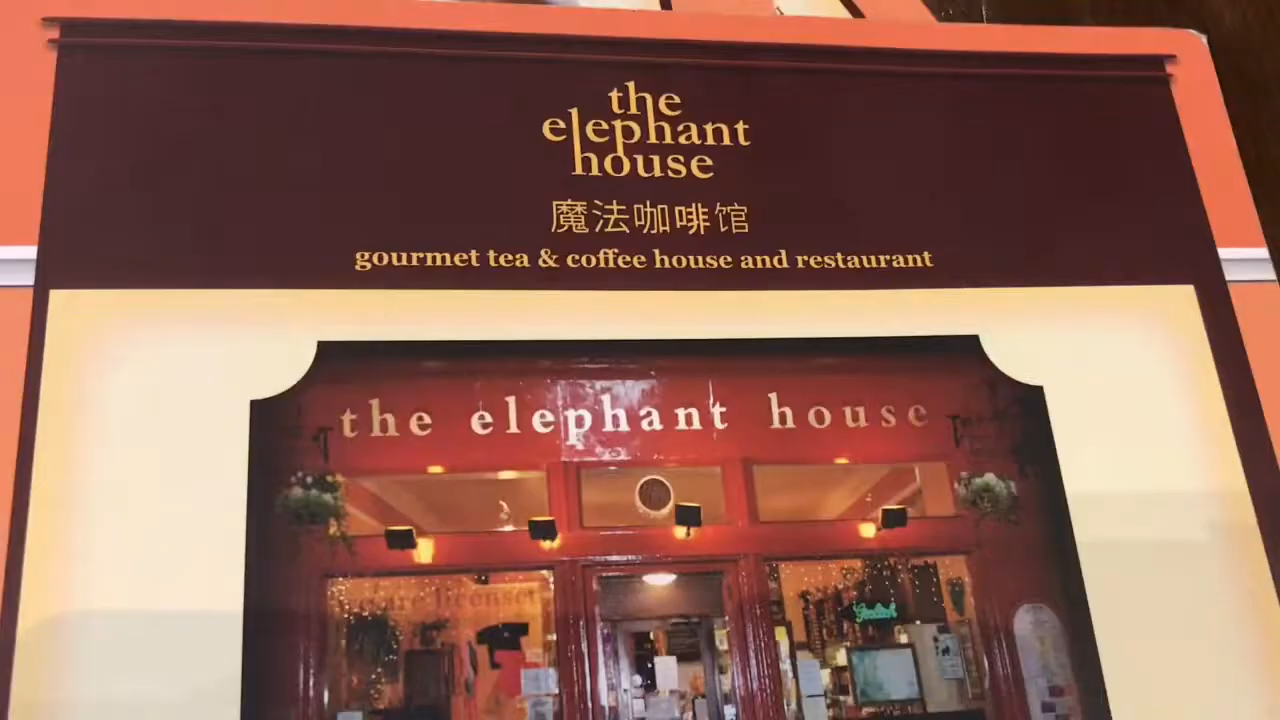 the
elephant
house
魔法咖啡馆
gourmet tea & coffee house and restaurant
the elephant house